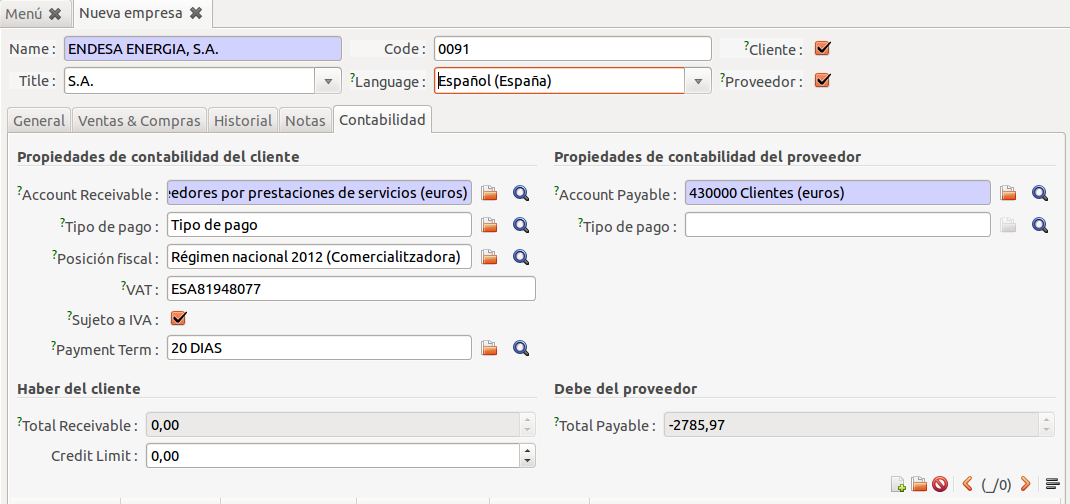 Menú Nueva empresa
Name : ENDESA ENERGIA, S.A. Code : 0091 ?Cliente :
Title : S.A. ?Language : Español (España) ?Proveedor :
General Ventas & Compras Historial Notas Contabilidad
Propiedades de contabilidad del cliente Propiedades de contabilidad del proveedor
?Account Receivable : eedores por prestaciones de servicios (euros) ?Account Payable : 430000 Clientes (euros)
?Tipo de pago : Tipo de pago ?Tipo de pago :
?Posición fiscal : Régimen nacional 2012 (Comercialitzadora)
?VAT : ESA81948077
?Sujeto a IVA :
?Payment Term : 20 DIAS
Haber del cliente Debe del proveedor
?Total Receivable : 0,00 ?Total Payable : -2785,97
Credit Limit : 0,00
(_/0)